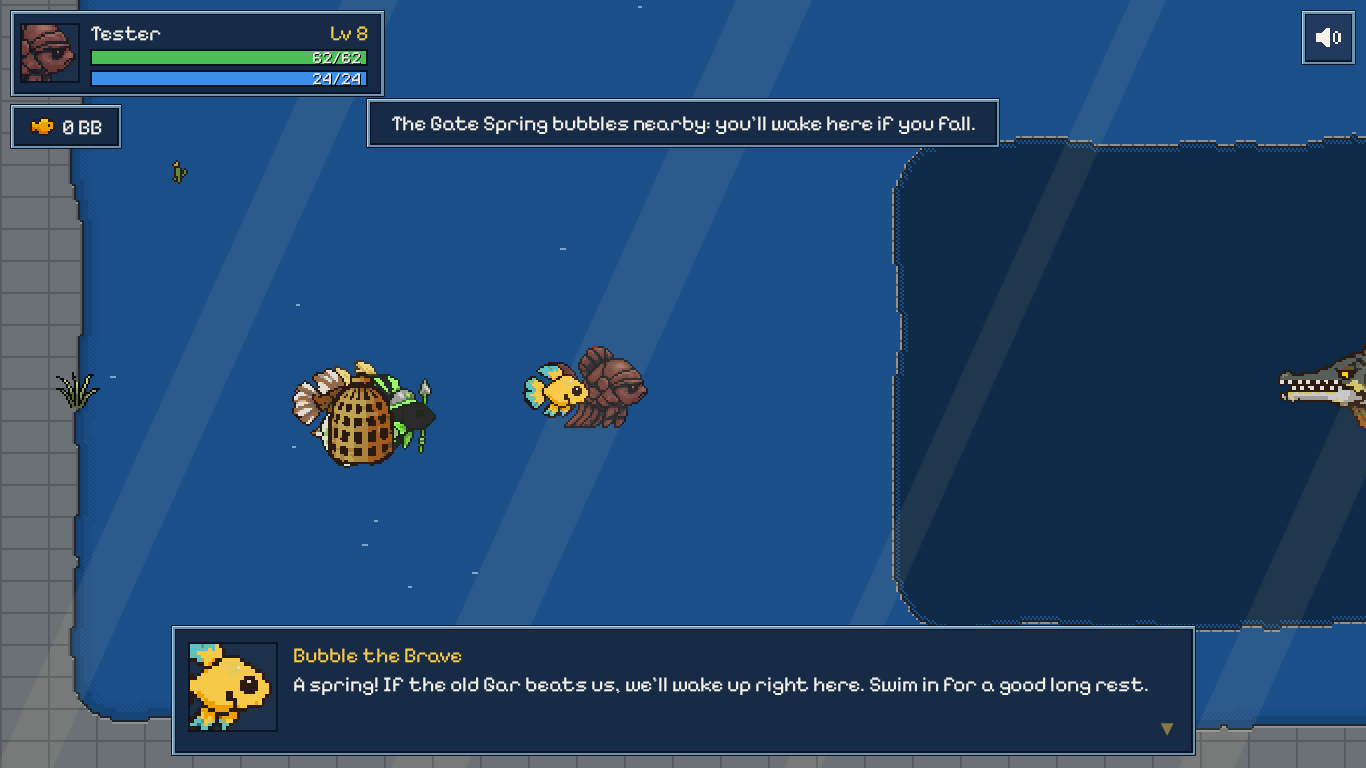 Tester Lv 8
62/62
24/24
0 BB
The Gate Spring bubbles nearby: you'll wake here if you fall.
Bubble the Brave
A spring! If the old Gar beats us, we'll wake up right here. Swim in for a good long rest.